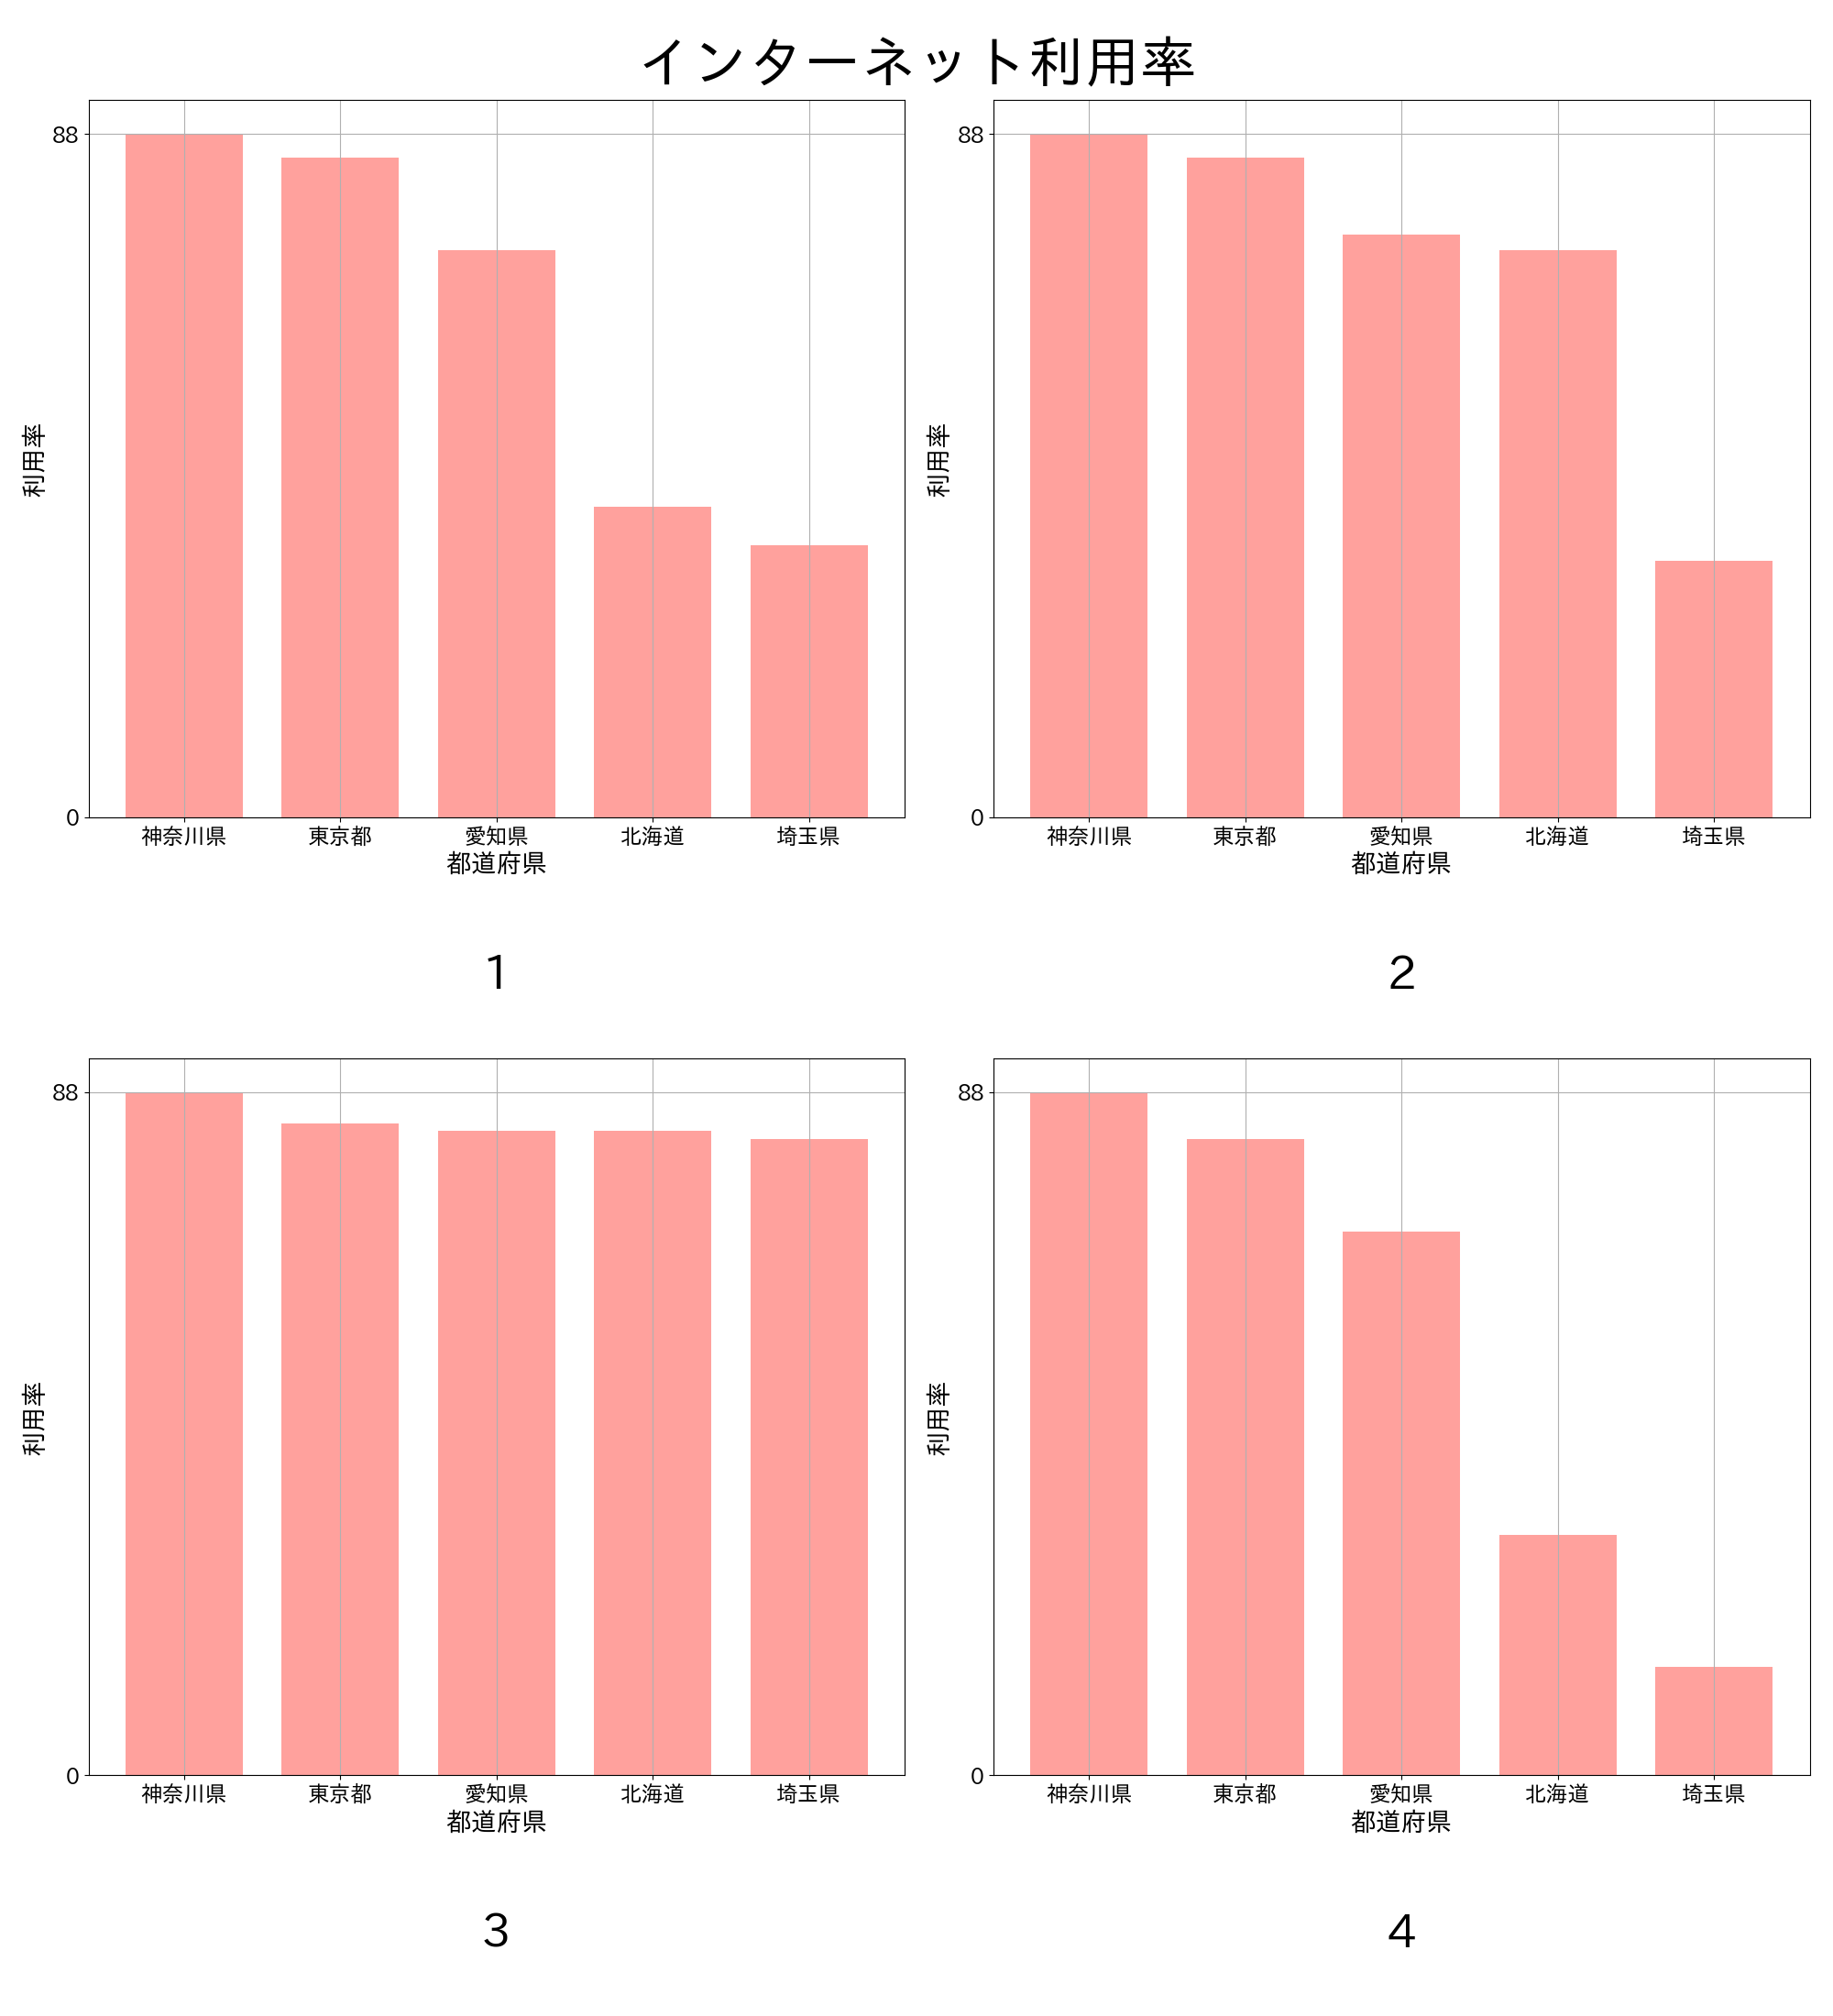 インターネット利用率
88
0
利用率
神奈川県 東京都 愛知県 北海道 埼玉県
都道府県
1
88
0
利用率
神奈川県 東京都 愛知県 北海道 埼玉県
都道府県
2
88
0
利用率
神奈川県 東京都 愛知県 北海道 埼玉県
都道府県
3
88
0
利用率
神奈川県 東京都 愛知県 北海道 埼玉県
都道府県
4